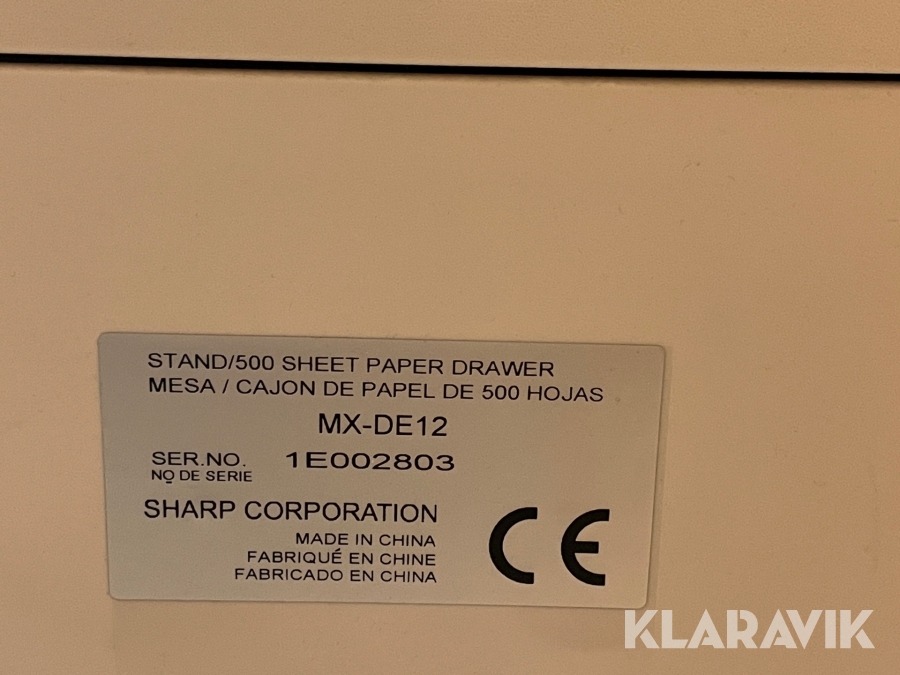 STAND/500 SHEET PAPER DRAWER
MESA / CAJON DE PAPEL DE 500 HOJAS
MX-DE12
SER.NO. 1E002803
NO DE SERIE
SHARP CORPORATION
MADE IN CHINA
FABRIQUÉ EN CHINE
FABRICADO EN CHINA
CE
KLARAVIK